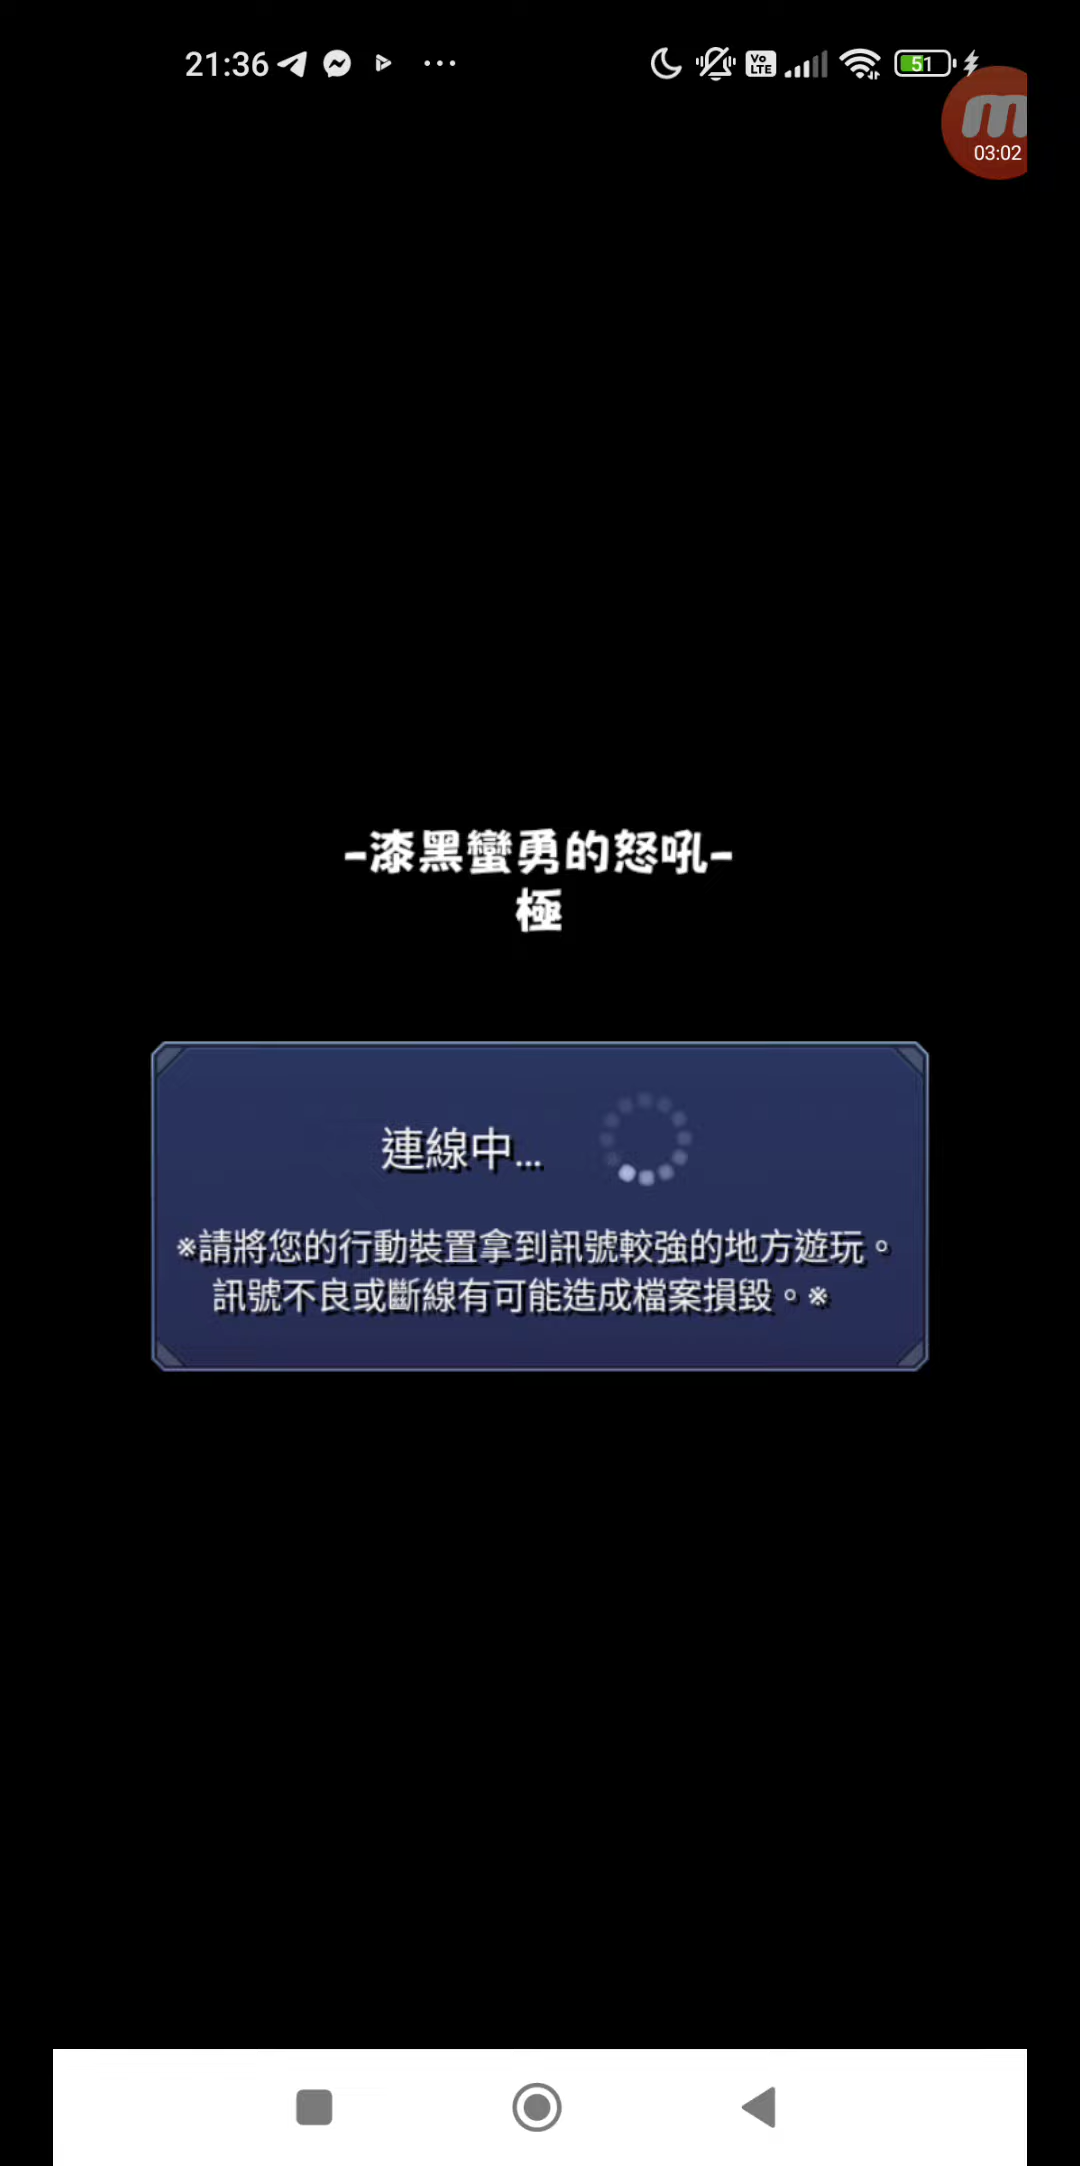 21:36
Vo
LTE
51
m
03:02
-漆黑蠻勇的怒吼-
極
連線中...
※請將您的行動裝置拿到訊號較強的地方遊玩。
訊號不良或斷線有可能造成檔案損毀。※